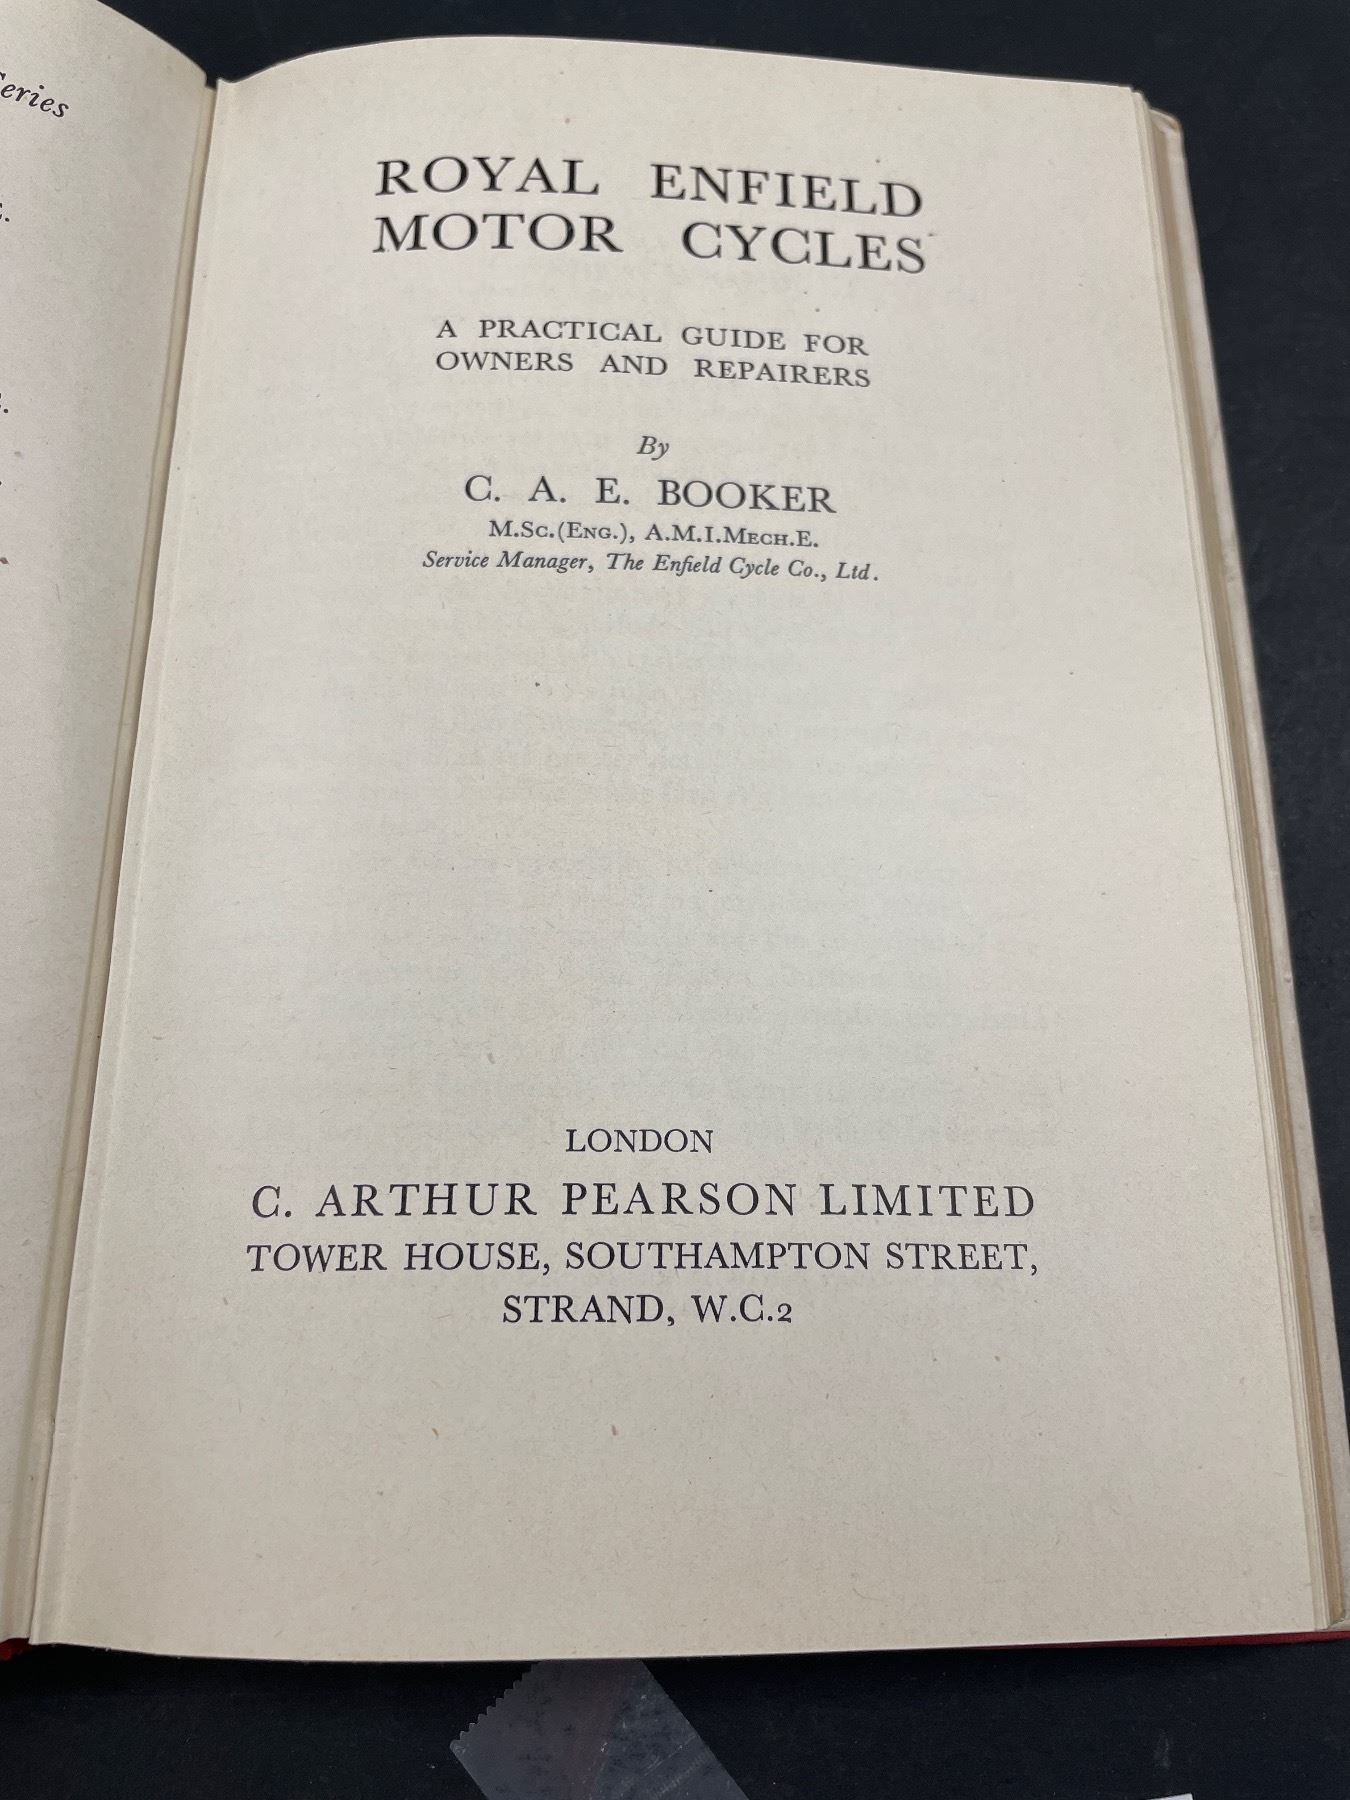 Series
ROYAL ENFIELD
MOTOR CYCLES
A PRACTICAL GUIDE FOR
OWNERS AND REPAIRERS
By
C. A. E. BOOKER
M.Sc.(Eng.), A.M.I.Mech.E.
Service Manager, The Enfield Cycle Co., Ltd.
LONDON
C. ARTHUR PEARSON LIMITED
TOWER HOUSE, SOUTHAMPTON STREET,
STRAND, W.C.2